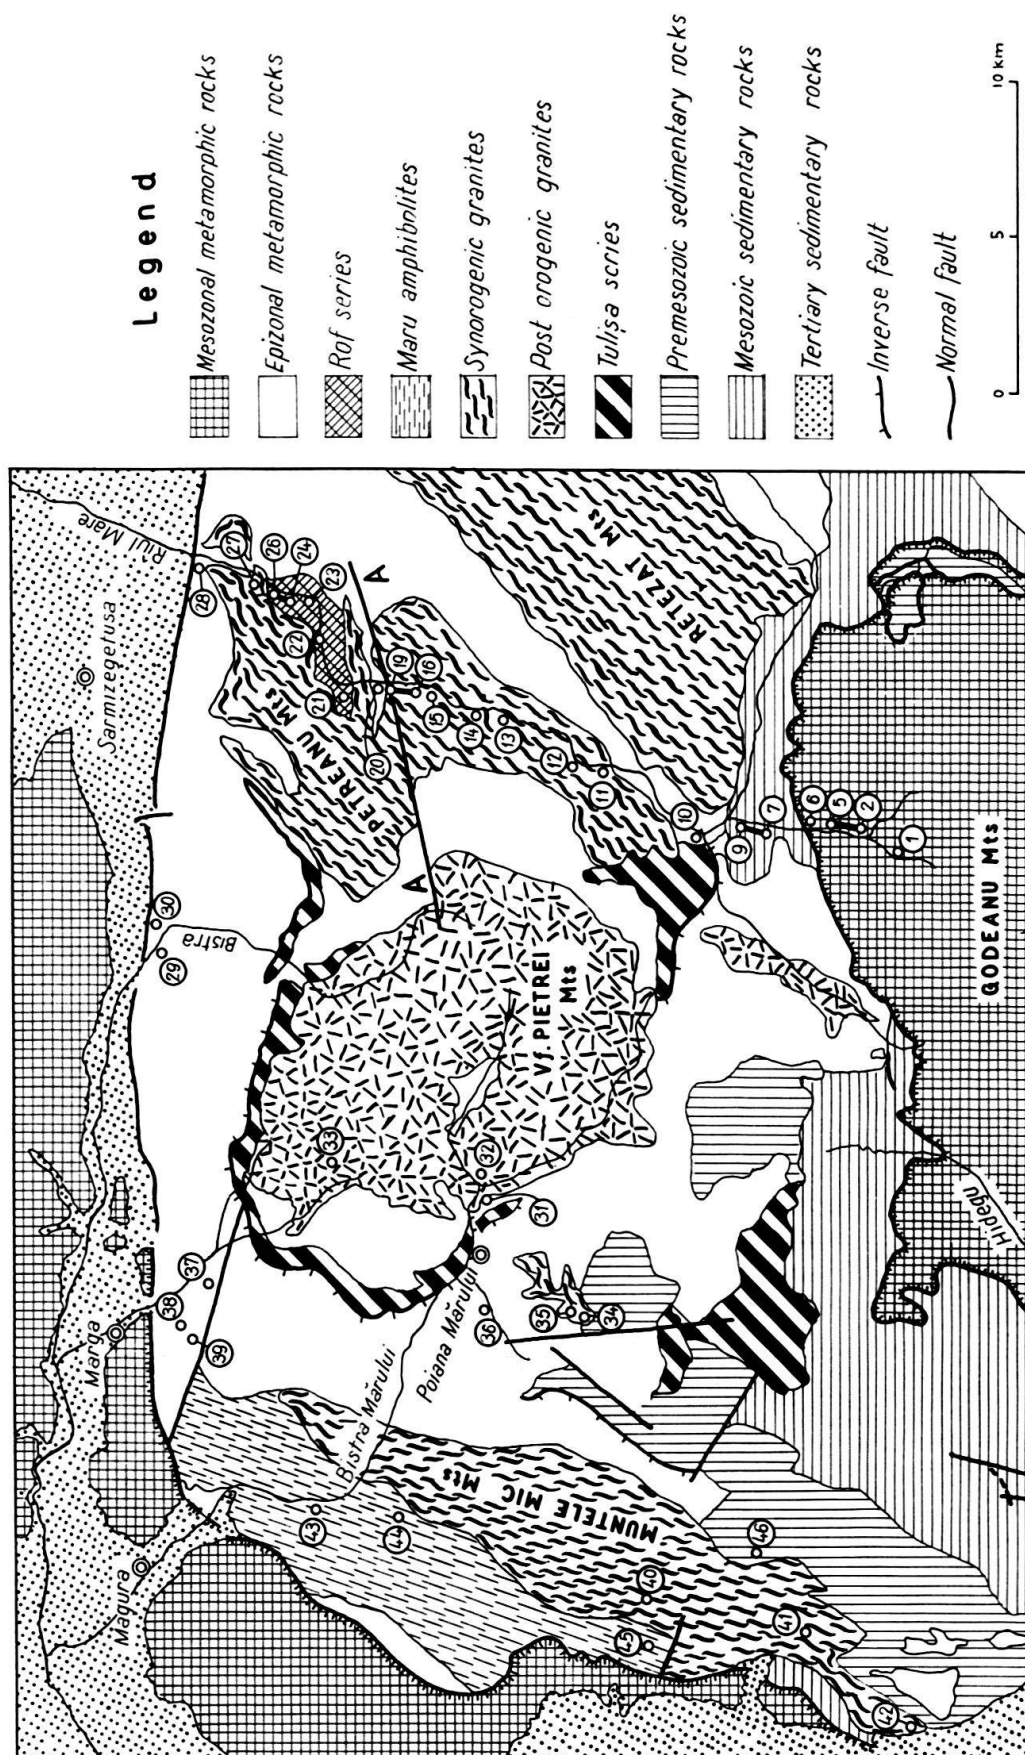 Legend
Mesozonal metamorphic rocks
Epizonal metamorphic rocks
Rof series
Maru amphibolites
Synorogenic granites
Post orogenic granites
Tulișa scries
Premesozoic sedimentary rocks
Mesozoic sedimentary rocks
Tertiary sedimentary rocks
Inverse fault
Normal fault
0 5 10 km
Măgura
Marga
Sarmizegefusa
Rîul Mare
Bistra
Bistra Mărului
Poiana Mărului
MUNTELE MIC Mts
Vf. PIETREI
Mts
PETREANU Mts
RETEZAT Mts
GODEANU Mts
Hidegu
A
A
1
2
5
6
7
9
10
11
12
13
14
15
16
19
20
21
22
23
24
26
27
28
29
30
31
32
33
34
35
36
37
38
39
40
41
42
43
44
45
46